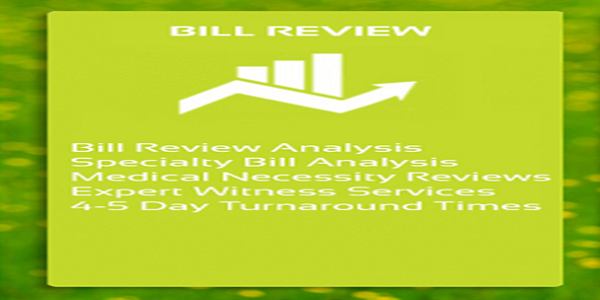 BILL REVIEW
Bill Review Analysis
Specialty Bill Analysis
Medical Necessity Reviews
Expert Witness Services
4-5 Day Turnaround Times